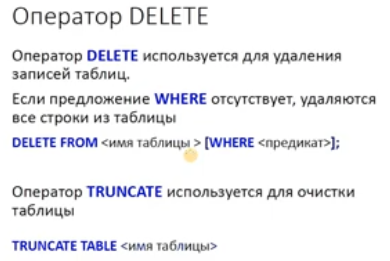 Оператор DELETE
Оператор DELETE используется для удаления
записей таблиц.
Если предложение WHERE отсутствует, удаляются
все строки из таблицы
DELETE FROM <имя таблицы > [WHERE <предикат>];
Оператор TRUNCATE используется для очистки
таблицы
TRUNCATE TABLE <имя таблицы>